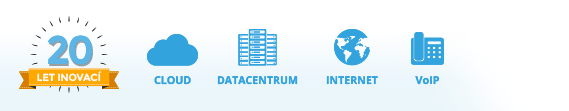 20
LET INOVACÍ
CLOUD
DATACENTRUM
INTERNET
VoIP